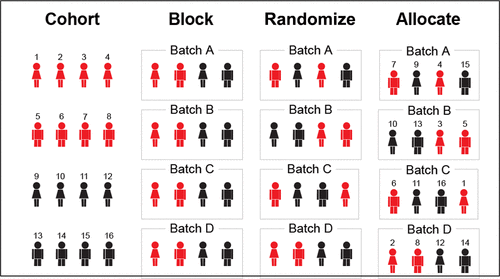 Cohort Block Randomize Allocate
Batch A Batch A Batch A
1 2 3 4
7 9 4 15
Batch B Batch B Batch B
5 6 7 8
10 13 3 5
Batch C Batch C Batch C
9 10 11 12
6 11 16 1
Batch D Batch D Batch D
13 14 15 16
2 8 12 14